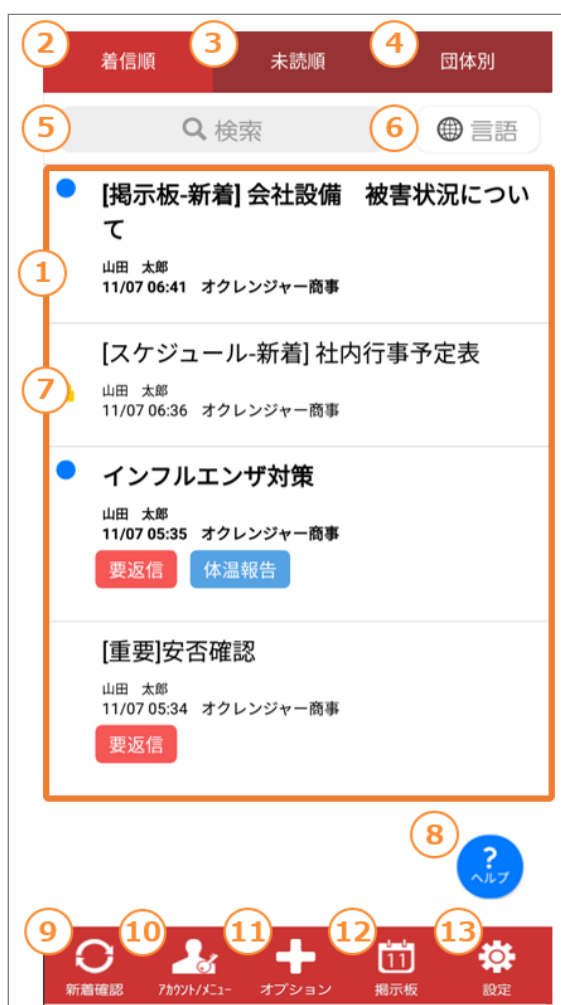 ② 着信順 ③ 未読順 ④ 団体別
⑤ 検索 ⑥ 言語
[掲示板-新着] 会社設備　被害状況につい
て
① 山田　太郎
11/07 06:41　オクレンジャー商事
[スケジュール-新着] 社内行事予定表
⑦ 山田　太郎
11/07 06:36　オクレンジャー商事
インフルエンザ対策
山田　太郎
11/07 05:35　オクレンジャー商事
要返信 体温報告
[重要]安否確認
山田　太郎
11/07 05:34　オクレンジャー商事
要返信
⑧
?
ヘルプ
⑨ ⑩ ⑪ ⑫ 11 ⑬
新着確認 アカウント/メニュー オプション 掲示板 設定